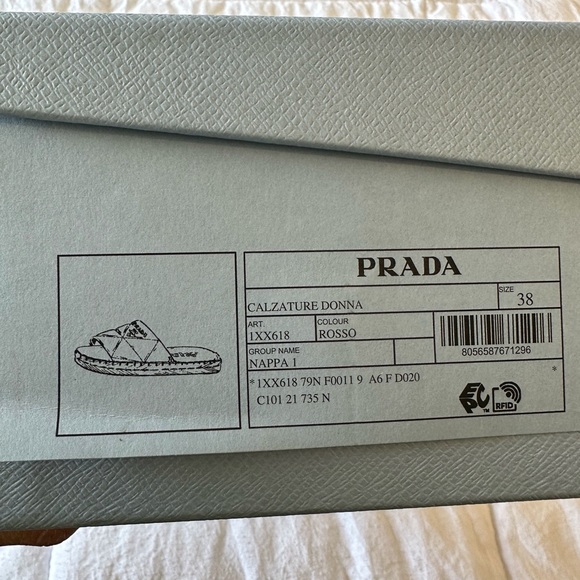 PRADA
CALZATURE DONNA
SIZE
38
ART.
1XX618
COLOUR
ROSSO
GROUP NAME
NAPPA 1
8056587671296
*1XX618 79N F0011 9 A6 F D020 *
C101 21 735 N
EPC™ RFID